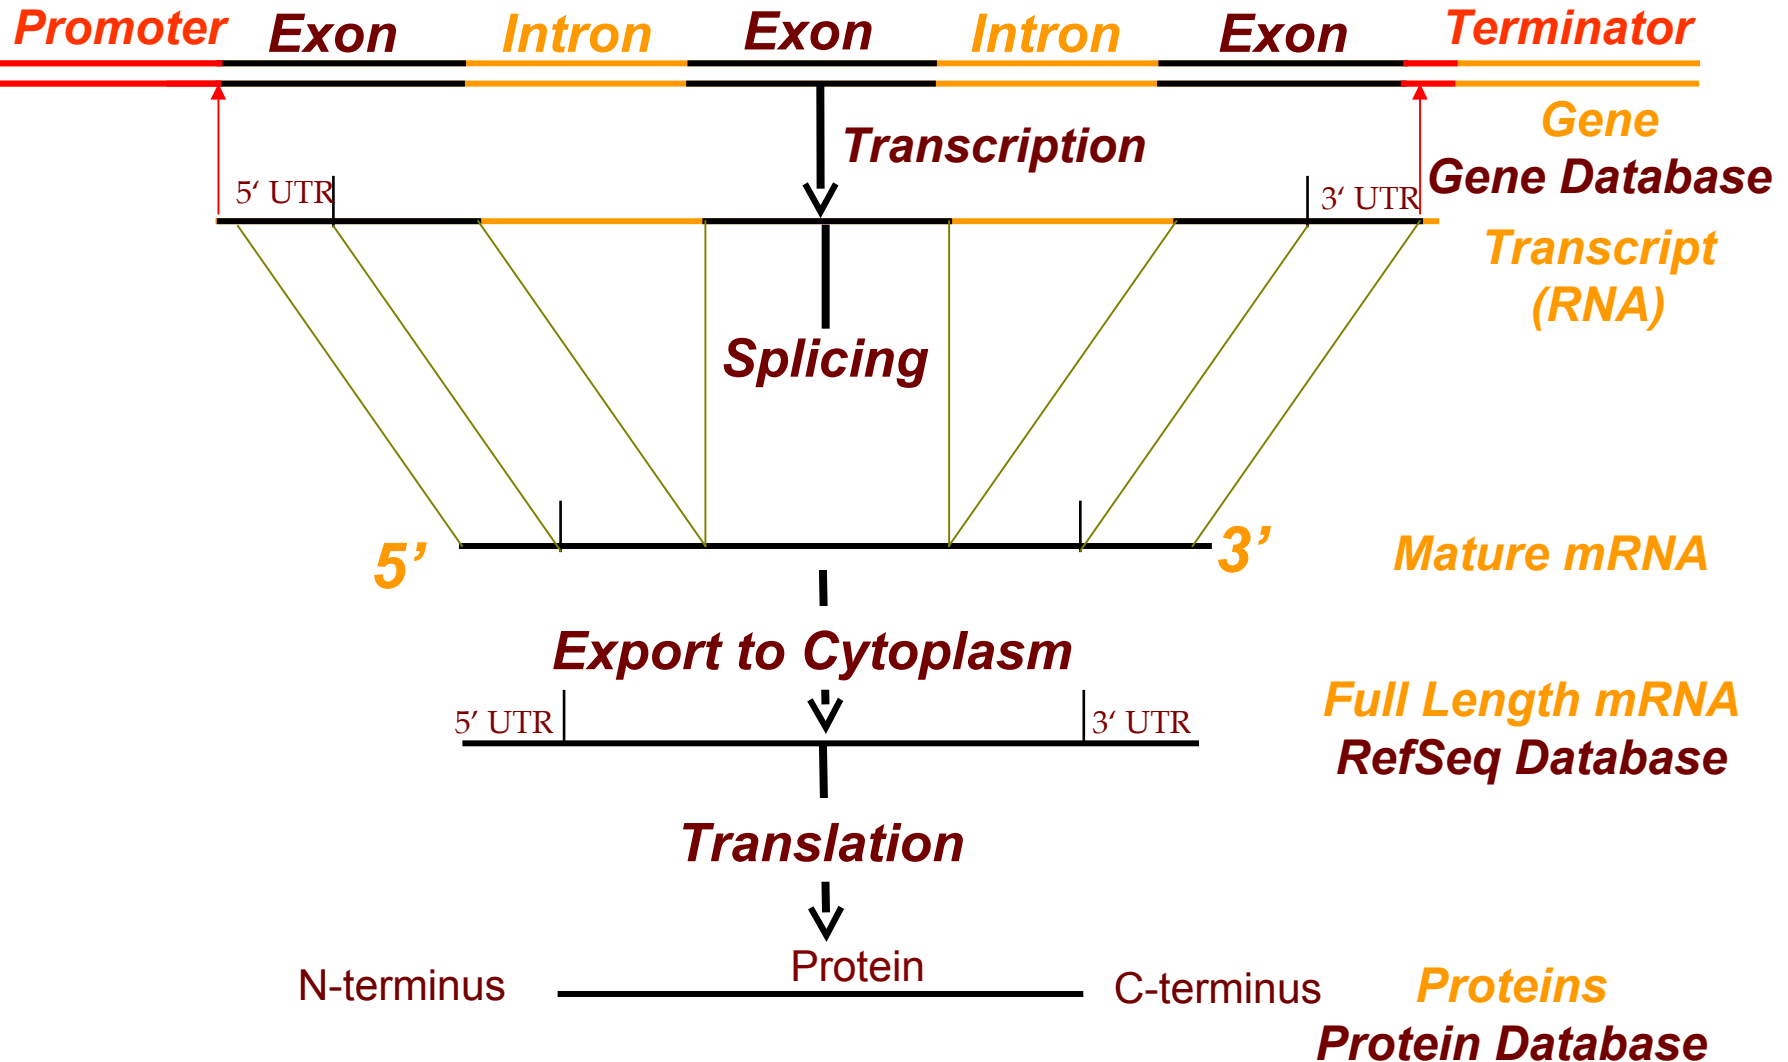 Promoter Exon Intron Exon Intron Exon Terminator
Gene
Transcription
Gene Database
5‘ UTR
3‘ UTR
Transcript
(RNA)
Splicing
5’
3’
Mature mRNA
Export to Cytoplasm
Full Length mRNA
5‘ UTR
3‘ UTR
RefSeq Database
Translation
Protein
N-terminus
C-terminus
Proteins
Protein Database